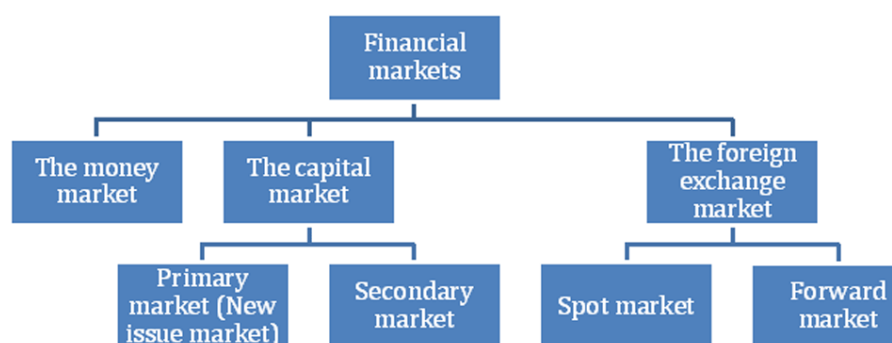 Financial
markets
The money
market
The capital
market
The foreign
exchange
market
Primary
market (New
issue market)
Secondary
market
Spot market
Forward
market